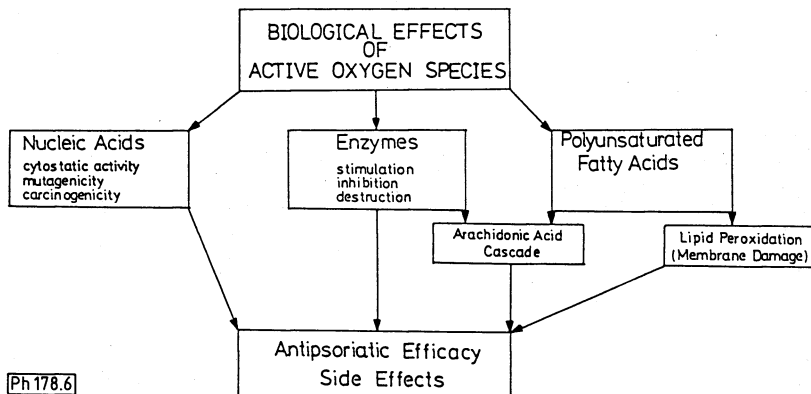 BIOLOGICAL EFFECTS
OF
ACTIVE OXYGEN SPECIES
Nucleic Acids
cytostatic activity
mutagenicity
carcinogenicity
Enzymes
stimulation
inhibition
destruction
Polyunsaturated
Fatty Acids
Arachidonic Acid
Cascade
Lipid Peroxidation
(Membrane Damage)
Antipsoriatic Efficacy
Side Effects
Ph 178.6